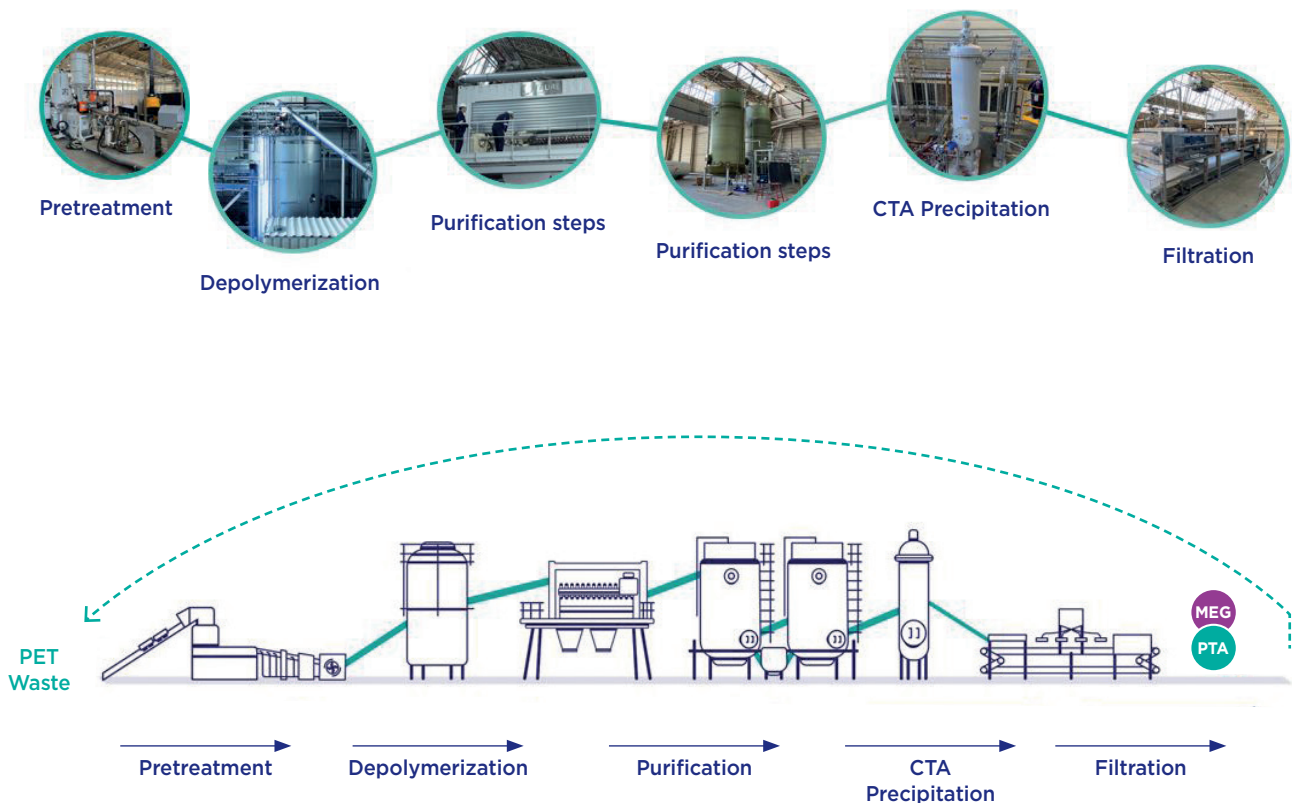 Pretreatment
Depolymerization
Purification steps
Purification steps
CTA Precipitation
Filtration
PET
Waste
MEG
PTA
Pretreatment
Depolymerization
Purification
CTA
Precipitation
Filtration